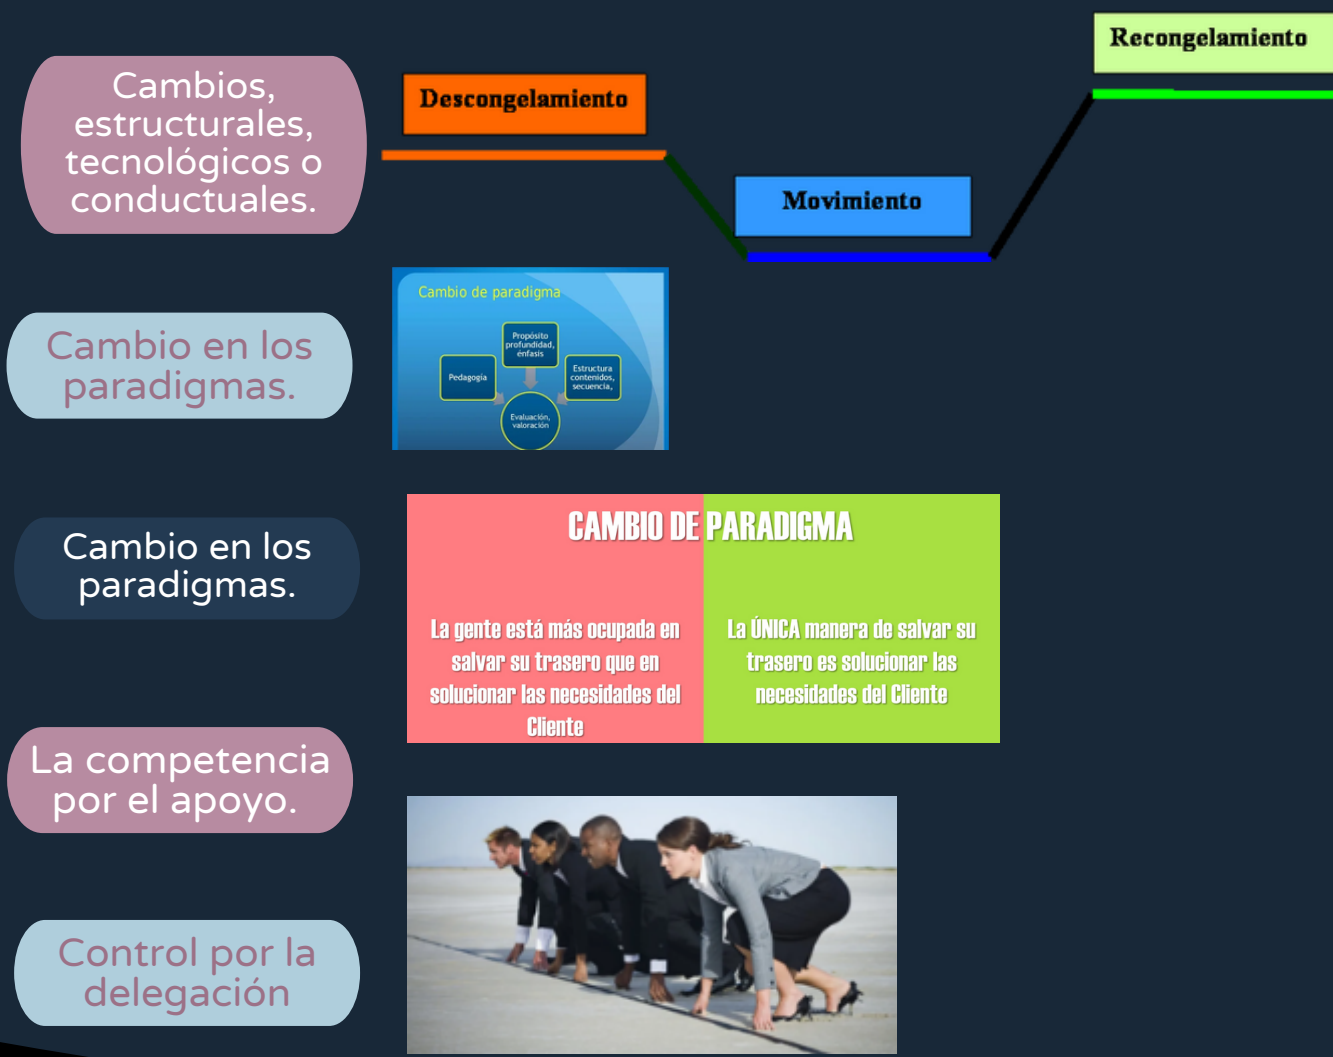 Cambios,
estructurales,
tecnológicos o
conductuales.
Descongelamiento
Movimiento
Recongelamiento
Cambio en los
paradigmas.
Cambio de paradigma
Propósito
profundidad,
énfasis
Pedagogía
Estructura
contenidos,
secuencia,
Evaluación,
valoración
Cambio en los
paradigmas.
CAMBIO DE PARADIGMA
La gente está más ocupada en
salvar su trasero que en
solucionar las necesidades del
Cliente
La ÚNICA manera de salvar su
trasero es solucionar las
necesidades del Cliente
La competencia
por el apoyo.
Control por la
delegación